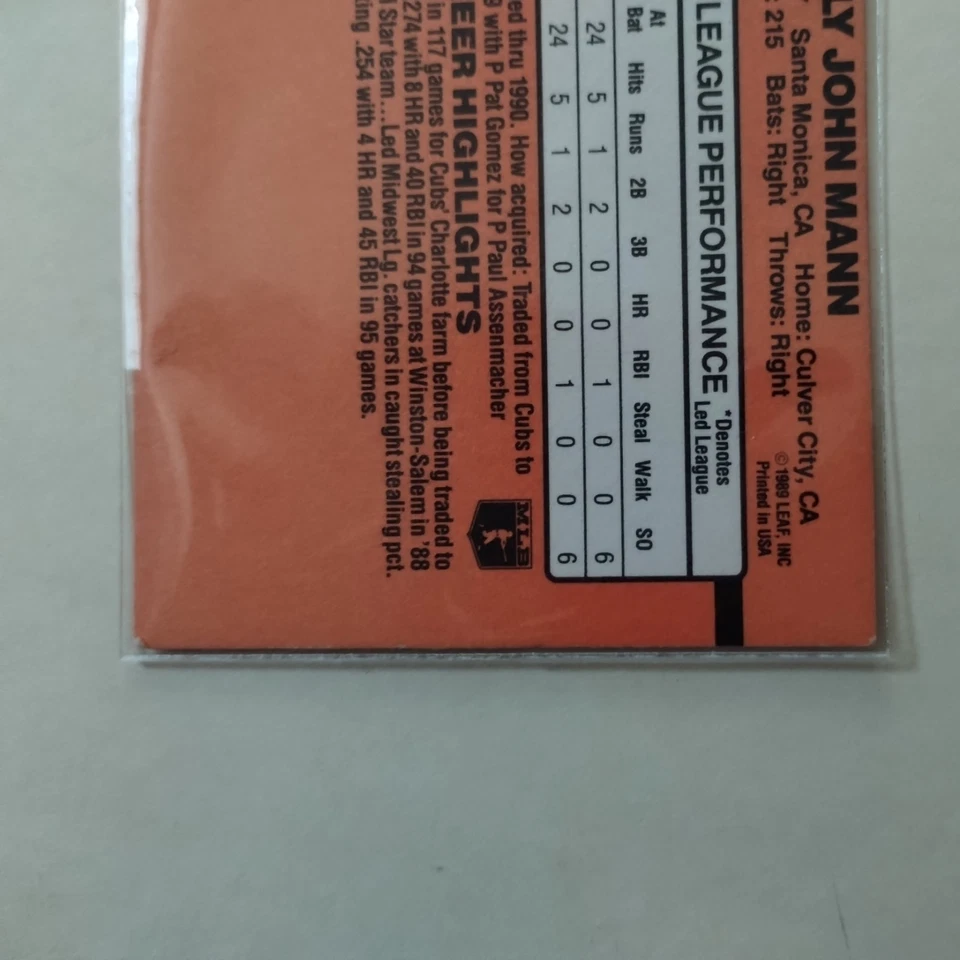 LY JOHN MANN
Santa Monica, CA Home: Culver City, CA
: 215 Bats: Right Throws: Right
© 1989 LEAF, INC
Printed in USA
LEAGUE PERFORMANCE
*Denotes
Led League
At
Bat Hits Runs 2B 3B HR RBI Steal Walk SO
24 5 1 2 0 0 1 0 0 6
24 5 1 2 0 0 1 0 0 6
ed thru 1990. How acquired: Traded from Cubs to
9 with P Pat Gomez for P Paul Assenmacher
EER HIGHLIGHTS
MLB
in 117 games for Cubs' Charlotte farm before being traded to
274 with 8 HR and 40 RBI in 94 games at Winston-Salem in '88
l Star team...Led Midwest Lg. catchers in caught stealing pct.
ting .254 with 4 HR and 45 RBI in 95 games.